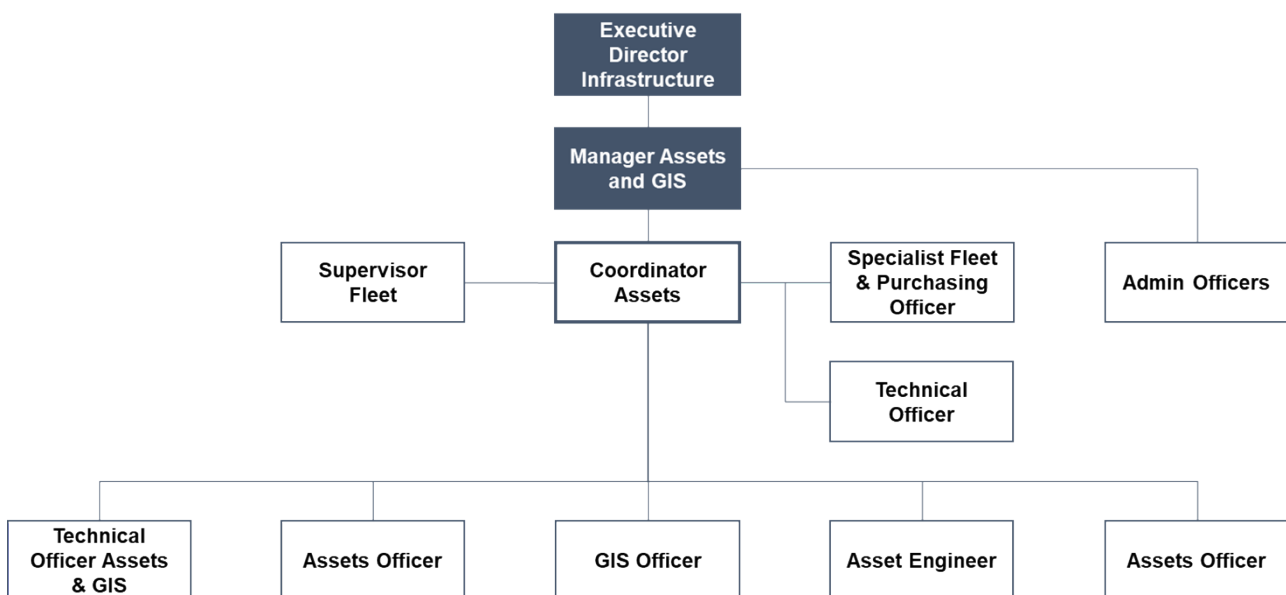 Executive
Director
Infrastructure
Manager Assets
and GIS
Supervisor
Fleet
Coordinator
Assets
Specialist Fleet
& Purchasing
Officer
Admin Officers
Technical
Officer
Technical
Officer Assets
& GIS
Assets Officer
GIS Officer
Asset Engineer
Assets Officer